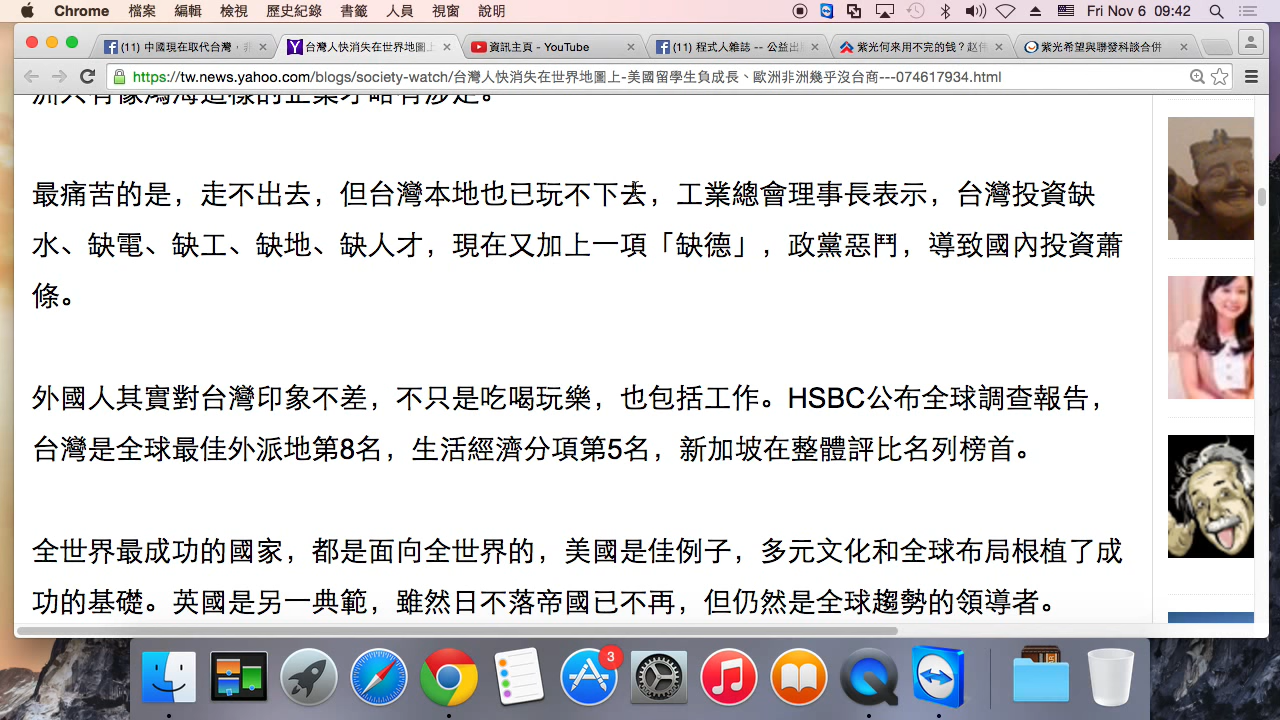 Chrome 檔案 編輯 檢視 歷史紀錄 書籤 人員 視窗 說明 Fri Nov 6 09:42
(11) 中國現在取代台灣, 台灣人快消失在世界地圖上 資訊主頁 - YouTube (11) 程式人雜誌 -- 公益出版 紫光何来用不完的钱？赵伟 紫光希望與聯發科談合併
https://tw.news.yahoo.com/blogs/society-watch/台灣人快消失在世界地圖上-美國留學生負成長、歐洲非洲幾乎沒台商---074617934.html
洲只有像鴻海這樣的企業才略有涉足。
最痛苦的是，走不出去，但台灣本地也已玩不下去，工業總會理事長表示，台灣投資缺
水、缺電、缺工、缺地、缺人才，現在又加上一項「缺德」，政黨惡鬥，導致國內投資蕭
條。
外國人其實對台灣印象不差，不只是吃喝玩樂，也包括工作。HSBC公布全球調查報告，
台灣是全球最佳外派地第8名，生活經濟分項第5名，新加坡在整體評比名列榜首。
全世界最成功的國家，都是面向全世界的，美國是佳例子，多元文化和全球布局根植了成
功的基礎。英國是另一典範，雖然日不落帝國已不再，但仍然是全球趨勢的領導者。
3